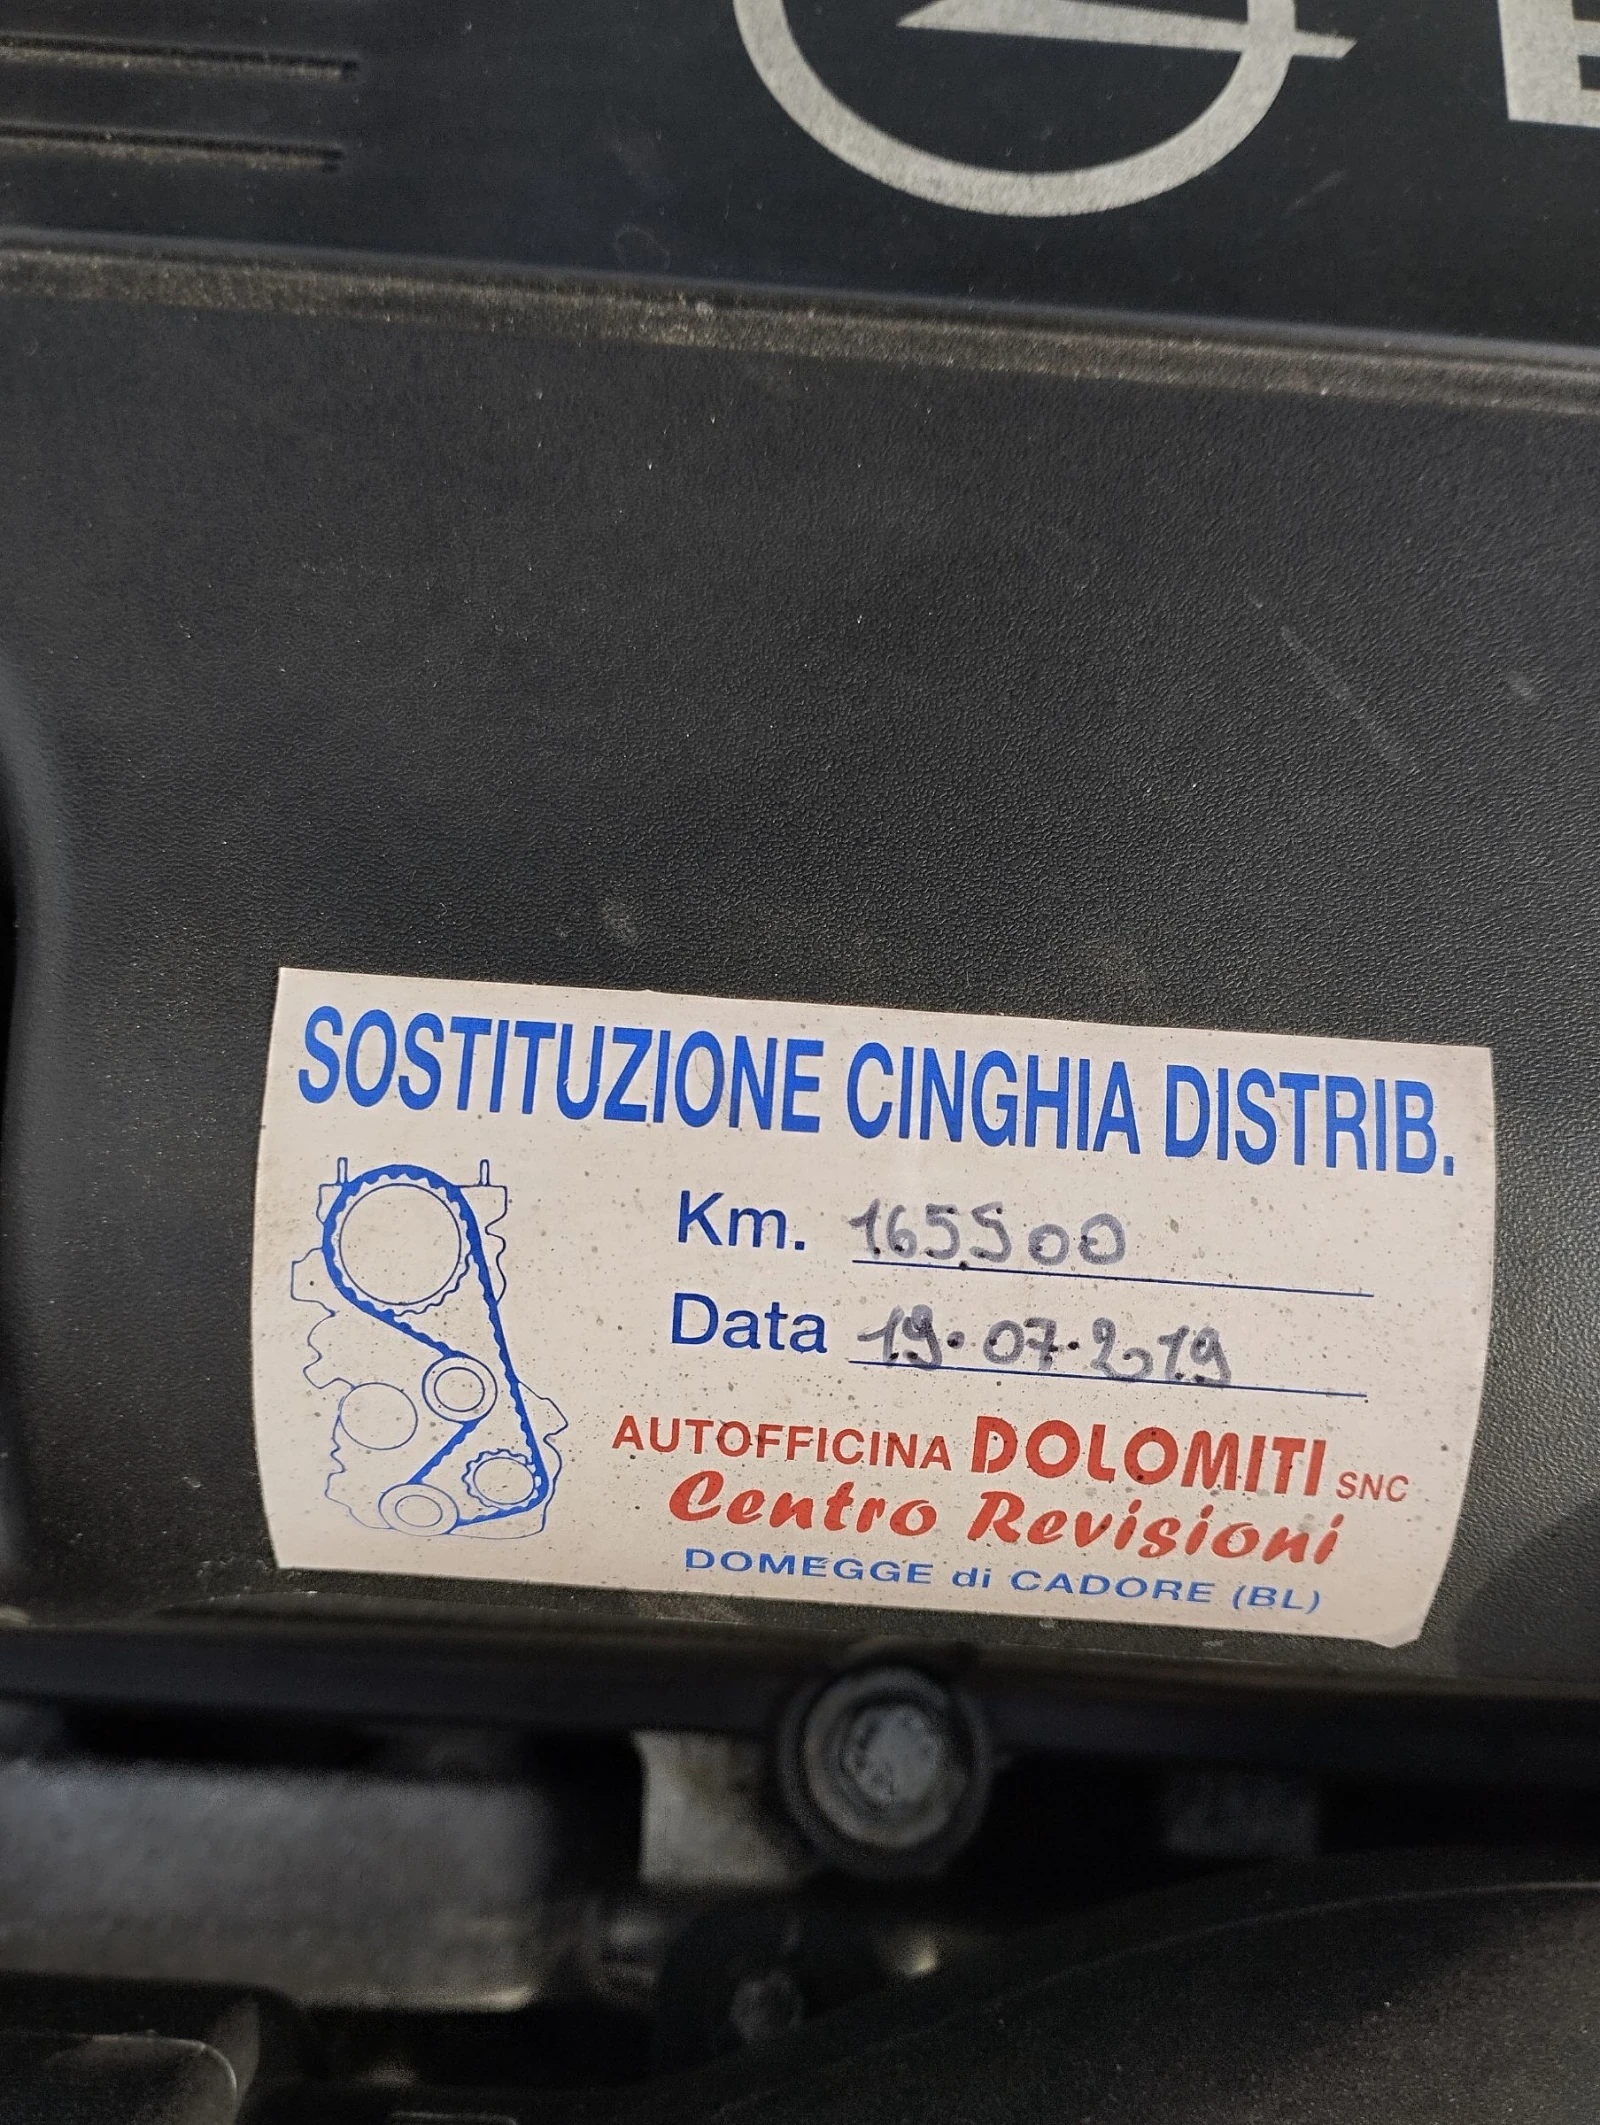 SOSTITUZIONE CINGHIA DISTRIB.
Km. 165500
Data 19.07.2019
AUTOFFICINA DOLOMITI SNC
Centro Revisioni
DOMEGGE di CADORE (BL)